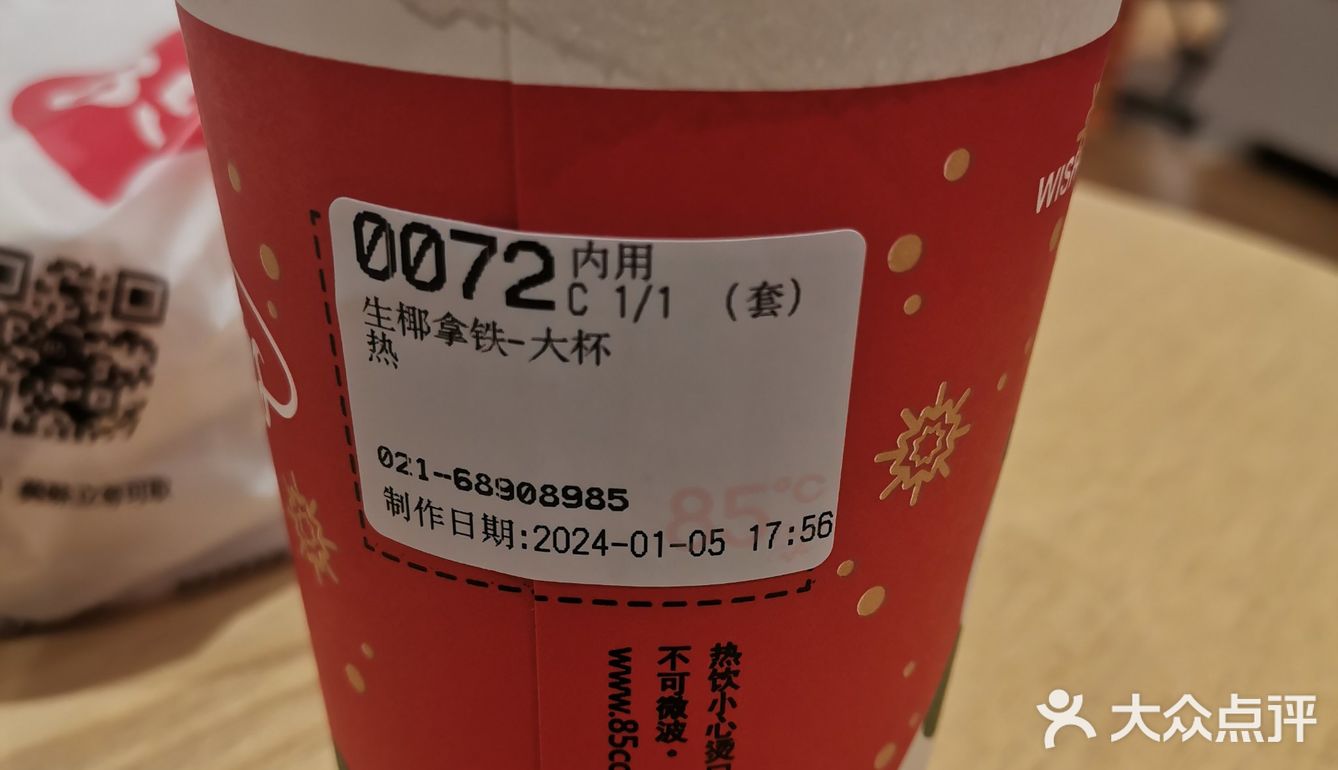 0072 内用
C 1/1 (套)
生椰拿铁-大杯
热
021-68908985
85℃
制作日期:2024-01-05 17:56
热饮小心烫
不可微波·
www.85c
WIS
大众点评